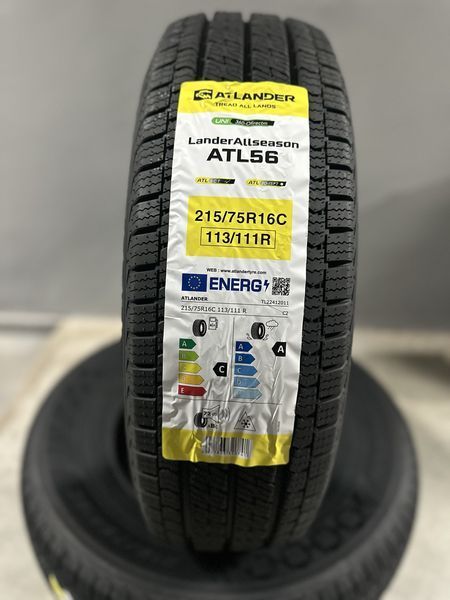 ATLANDER
TREAD ALL LANDS
LanderAllseason
ATL56
215/75R16C
113/111R
WEB : www.atlandertyre.com
ENERG
ATLANDER TL22412011
215/75R16C 113/111 R C2
A A
B B
C C C A
D D
E E